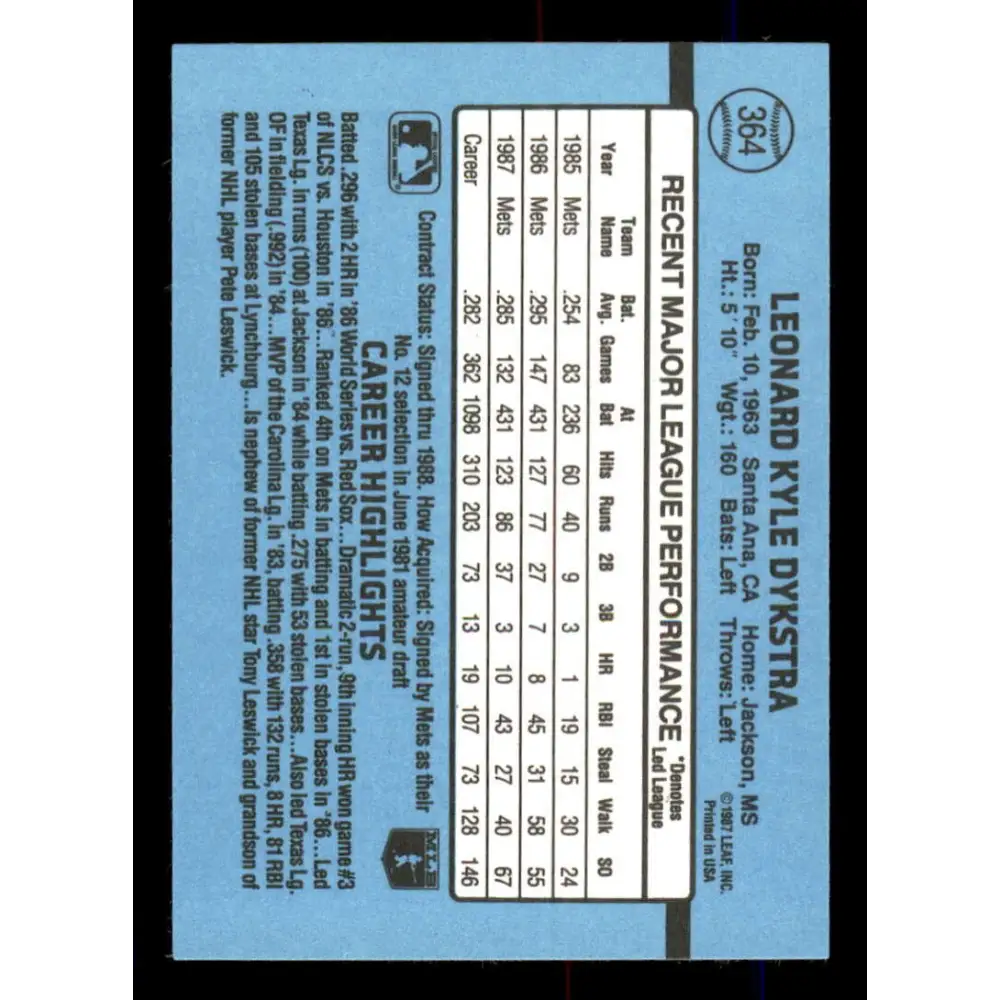 364
LEONARD KYLE DYKSTRA
Born: Feb. 10, 1963 Santa Ana, CA Home: Jackson, MS
Ht.: 5'10" Wgt.: 160 Bats: Left Throws: Left
©1987 LEAF, INC.
Printed in USA
RECENT MAJOR LEAGUE PERFORMANCE *Denotes Led League
Year Team Name Bat. Avg. Games At Bat Hits Runs 2B 3B HR RBI Steal Walk SO
1985 Mets .254 83 236 60 40 9 3 1 19 15 30 24
1986 Mets .295 147 431 127 77 27 7 8 45 31 58 55
1987 Mets .285 132 431 123 86 37 3 10 43 27 40 67
Career .282 362 1098 310 203 73 13 19 107 73 128 146
Contract Status: Signed thru 1988. How Acquired: Signed by Mets as their
No. 12 selection in June 1981 amateur draft
MLB
CAREER HIGHLIGHTS
Batted .296 with 2 HR in '86 World Series vs. Red Sox...Dramatic 2-run, 9th inning HR won game #3
of NLCS vs. Houston in '86...Ranked 4th on Mets in batting and 1st in stolen bases in '86...Led
Texas Lg. in runs (100) at Jackson in '84 while batting .275 with 53 stolen bases...Also led Texas Lg.
OF in fielding (.992) in '84...MVP of the Carolina Lg. in '83, batting .358 with 132 runs, 8 HR, 81 RBI
and 105 stolen bases at Lynchburg...Is nephew of former NHL star Tony Leswick and grandson of
former NHL player Pete Leswick.